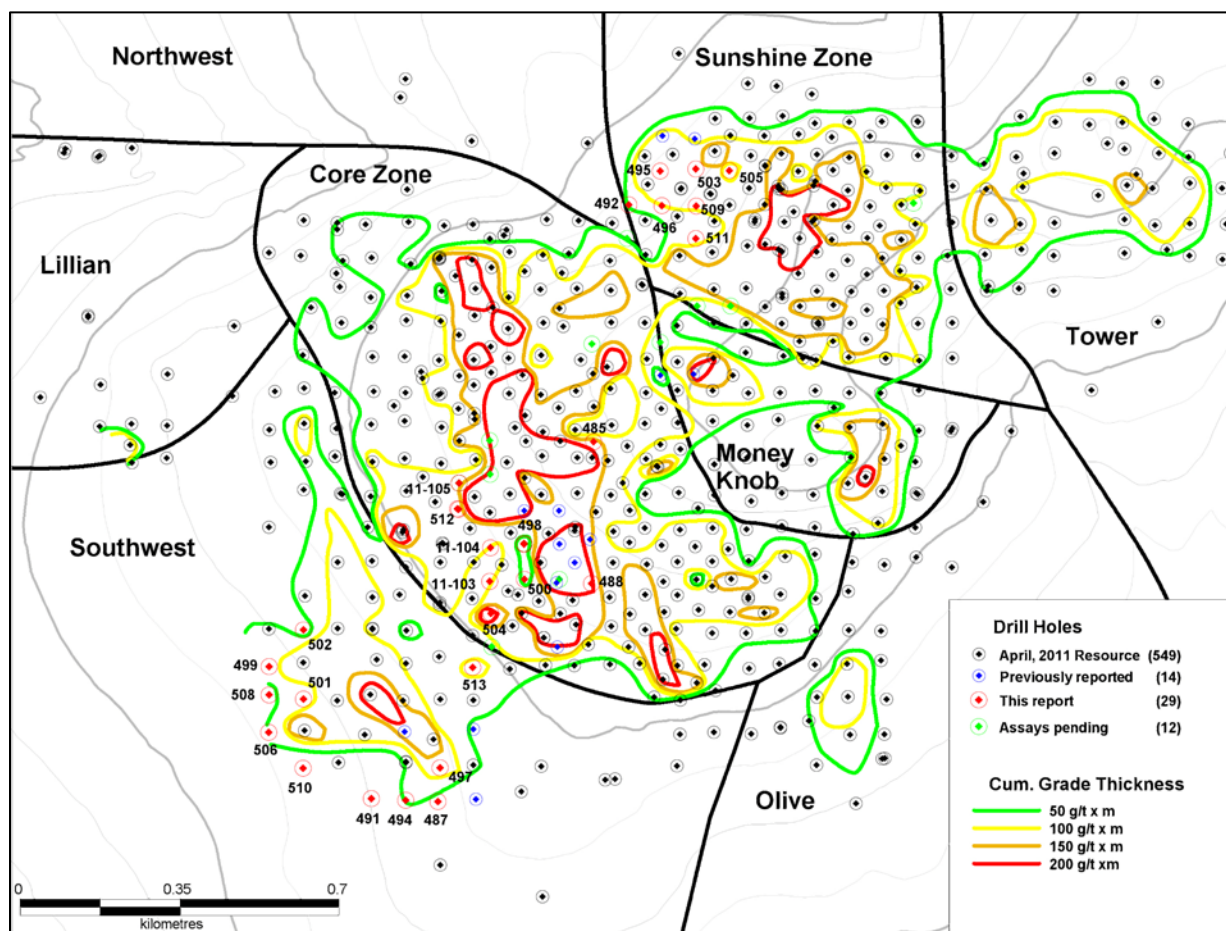 Northwest
Sunshine Zone
Core Zone
495
503
505
492
509
496
511
Lillian
Tower
485
Money
Knob
41-105
512
498
Southwest
11-104
11-103
500
488
504
502
499
513
501
508
506
510
497
491
494
487
Olive
Drill Holes
April, 2011 Resource (549)
Previously reported (14)
This report (29)
Assays pending (12)
Cum. Grade Thickness
50 g/t x m
100 g/t x m
150 g/t x m
200 g/t xm
0 0.35 0.7
kilometres